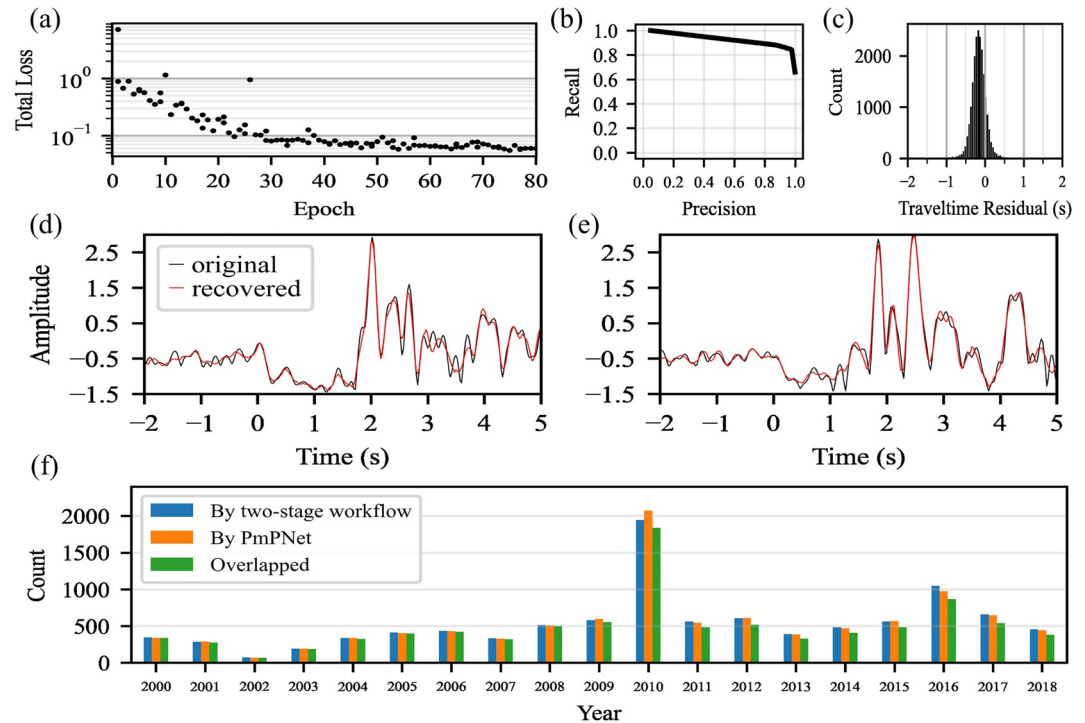 (a)
Total Loss
10^0
10^-1
0 10 20 30 40 50 60 70 80
Epoch
(b)
Recall
1.0
0.8
0.6
0.4
0.2
0.0
0.0 0.2 0.4 0.6 0.8 1.0
Precision
(c)
Count
2000
1000
0
−2 −1 0 1 2
Traveltime Residual (s)
(d)
Amplitude
2.5
1.5
0.5
−0.5
−1.5
original
recovered
−2 −1 0 1 2 3 4 5
Time (s)
(e)
2.5
1.5
0.5
−0.5
−1.5
−2 −1 0 1 2 3 4 5
Time (s)
(f)
Count
2000
1500
1000
500
0
By two-stage workflow
By PmPNet
Overlapped
2000 2001 2002 2003 2004 2005 2006 2007 2008 2009 2010 2011 2012 2013 2014 2015 2016 2017 2018
Year